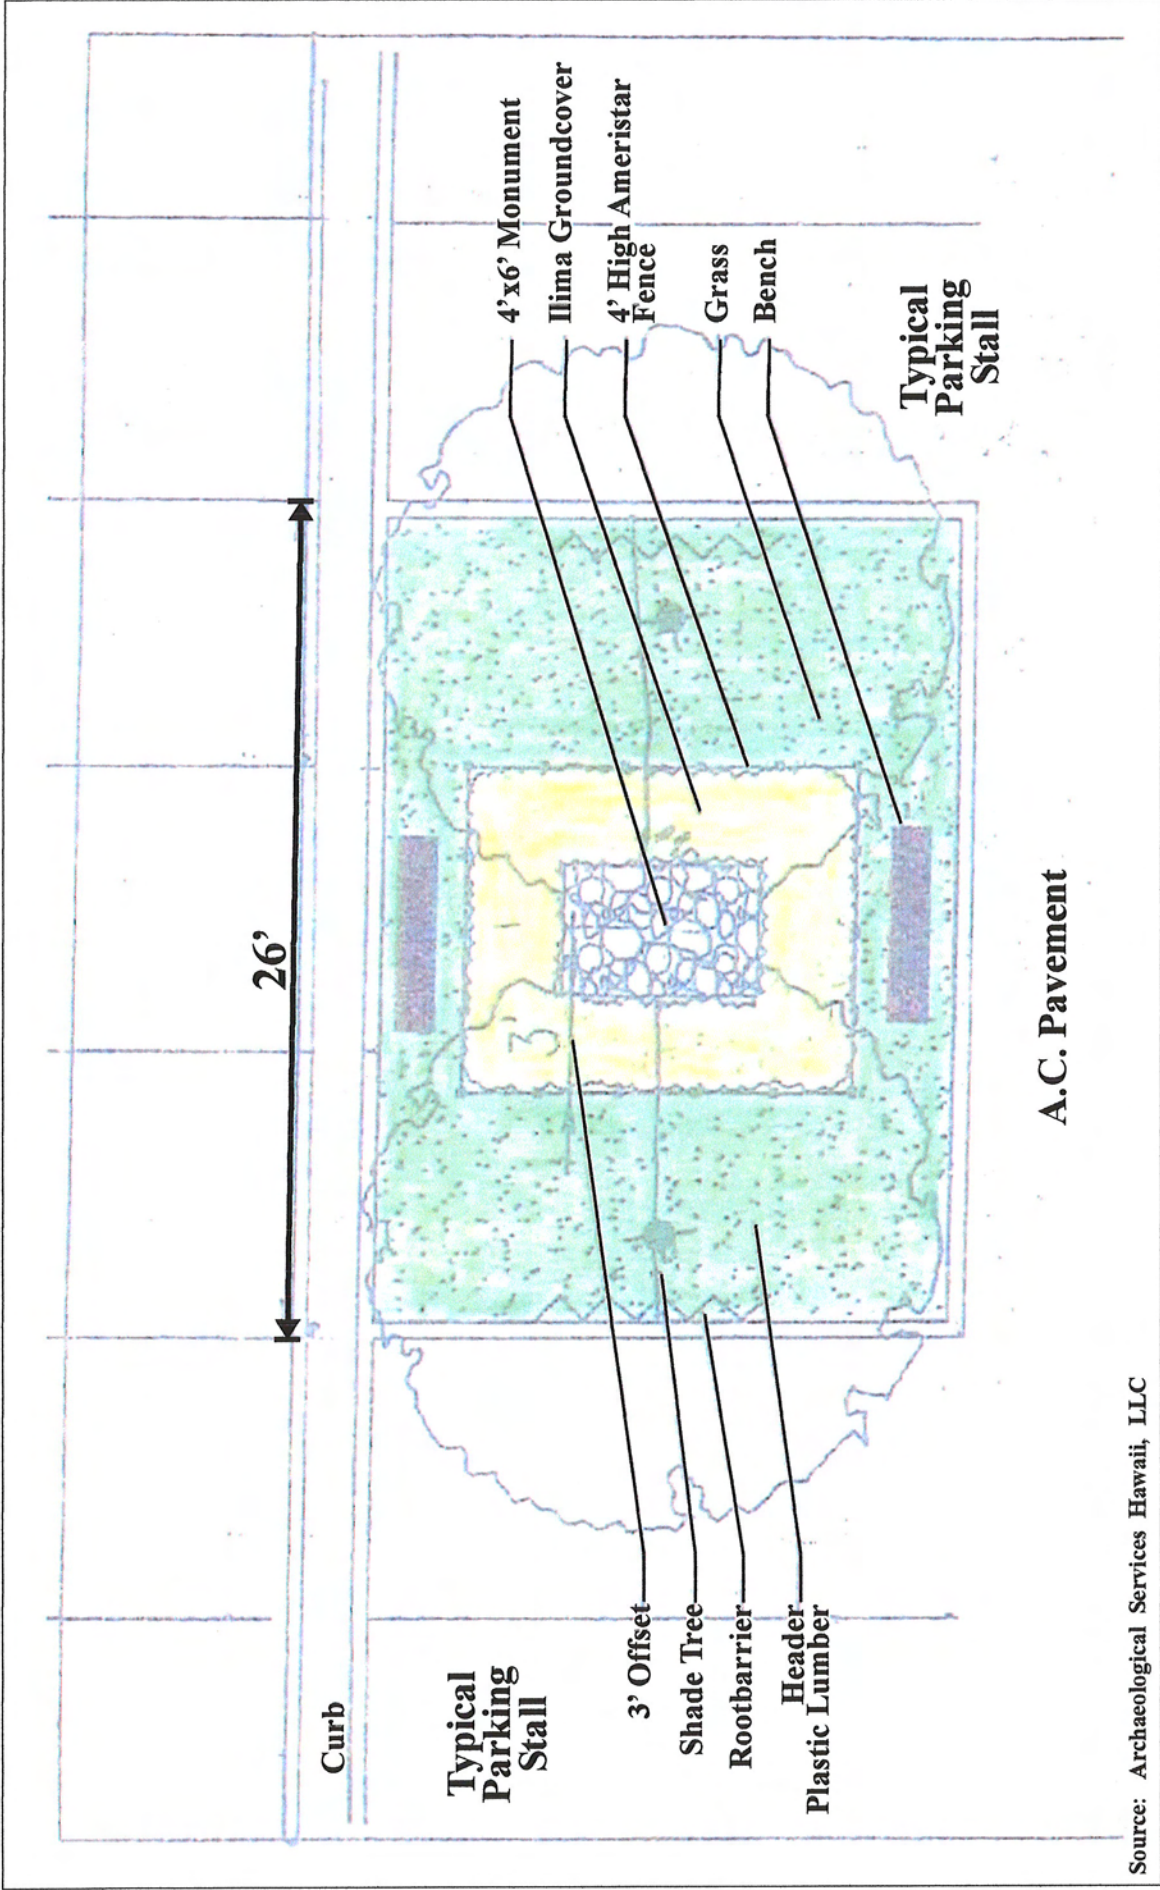 26’
Curb
Typical
Parking
Stall
3’ Offset
Shade Tree
Rootbarrier
Header
Plastic Lumber
3'
4’x6’ Monument
Ilima Groundcover
4’ High Ameristar
Fence
Grass
Bench
Typical
Parking
Stall
A.C. Pavement
Source: Archaeological Services Hawaii, LLC